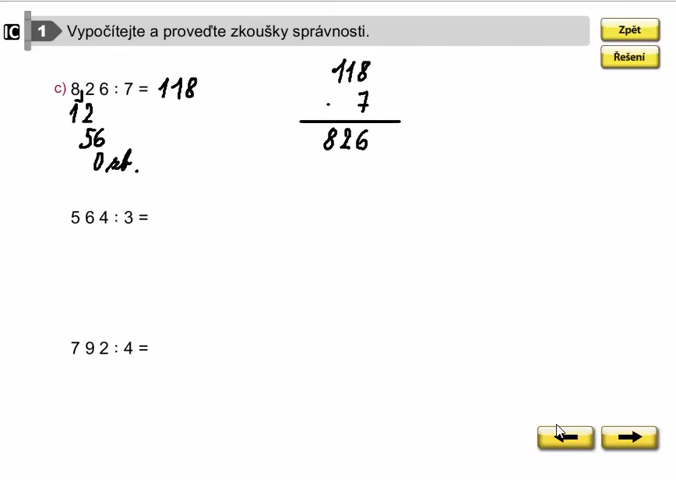 IC 1 Vypočítejte a proveďte zkoušky správnosti.
Zpět
Řešení
c) 826 : 7 = 118
12
56
0 zb.
118
· 7
826
564 : 3 =
792 : 4 =